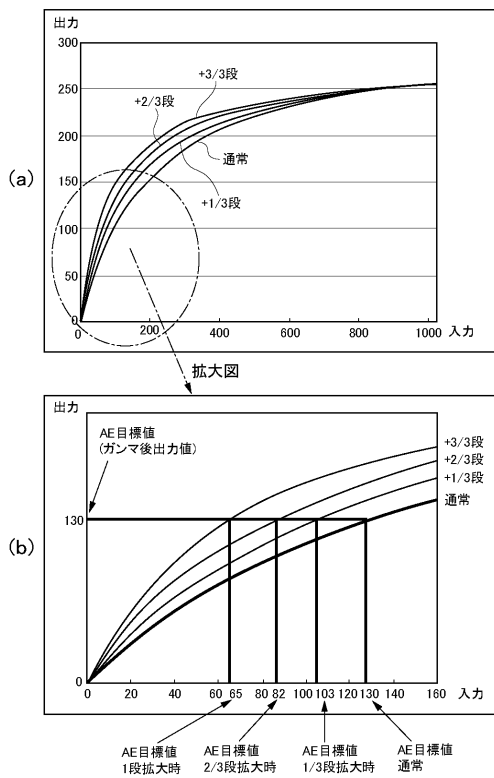 出力
300
250
200
150
100
50
0
+3/3段
+2/3段
通常
+1/3段
(a)
0
200
400
600
800
1000
入力
拡大図
出力
AE目標値
(ガンマ後出力値)
+3/3段
+2/3段
+1/3段
通常
130
(b)
0
0 20 40 60 65 80 82 100 103 120 130 140 160 入力
AE目標値
1段拡大時
AE目標値
2/3段拡大時
AE目標値
1/3段拡大時
AE目標値
通常